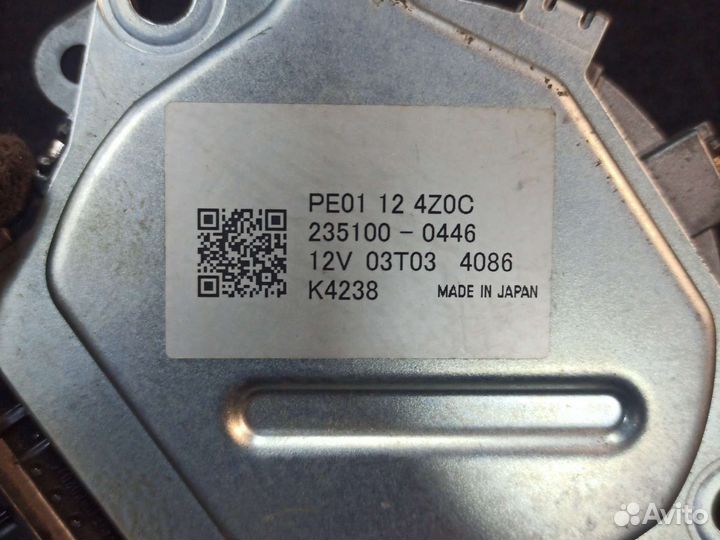 PE01 12 4Z0C
235100-0446
12V 03T03 4086
K4238 MADE IN JAPAN
Avito